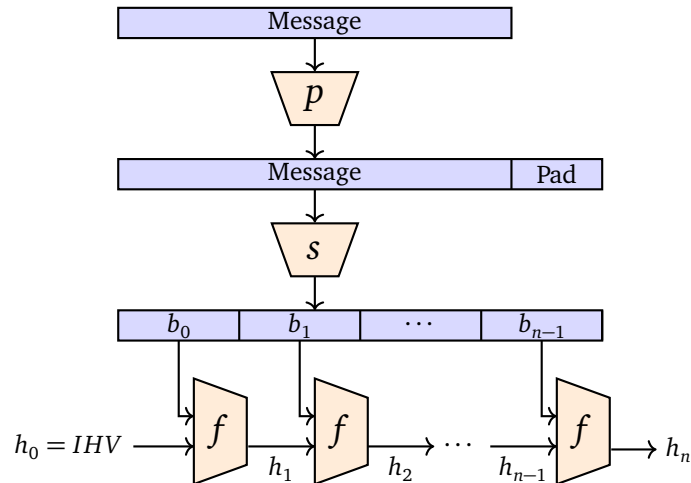 Message
p
Message Pad
s
b₀ b₁ ⋯ bₙ₋₁
f f f
h₀ = IHV ⋯ hₙ
h₁ h₂ hₙ₋₁